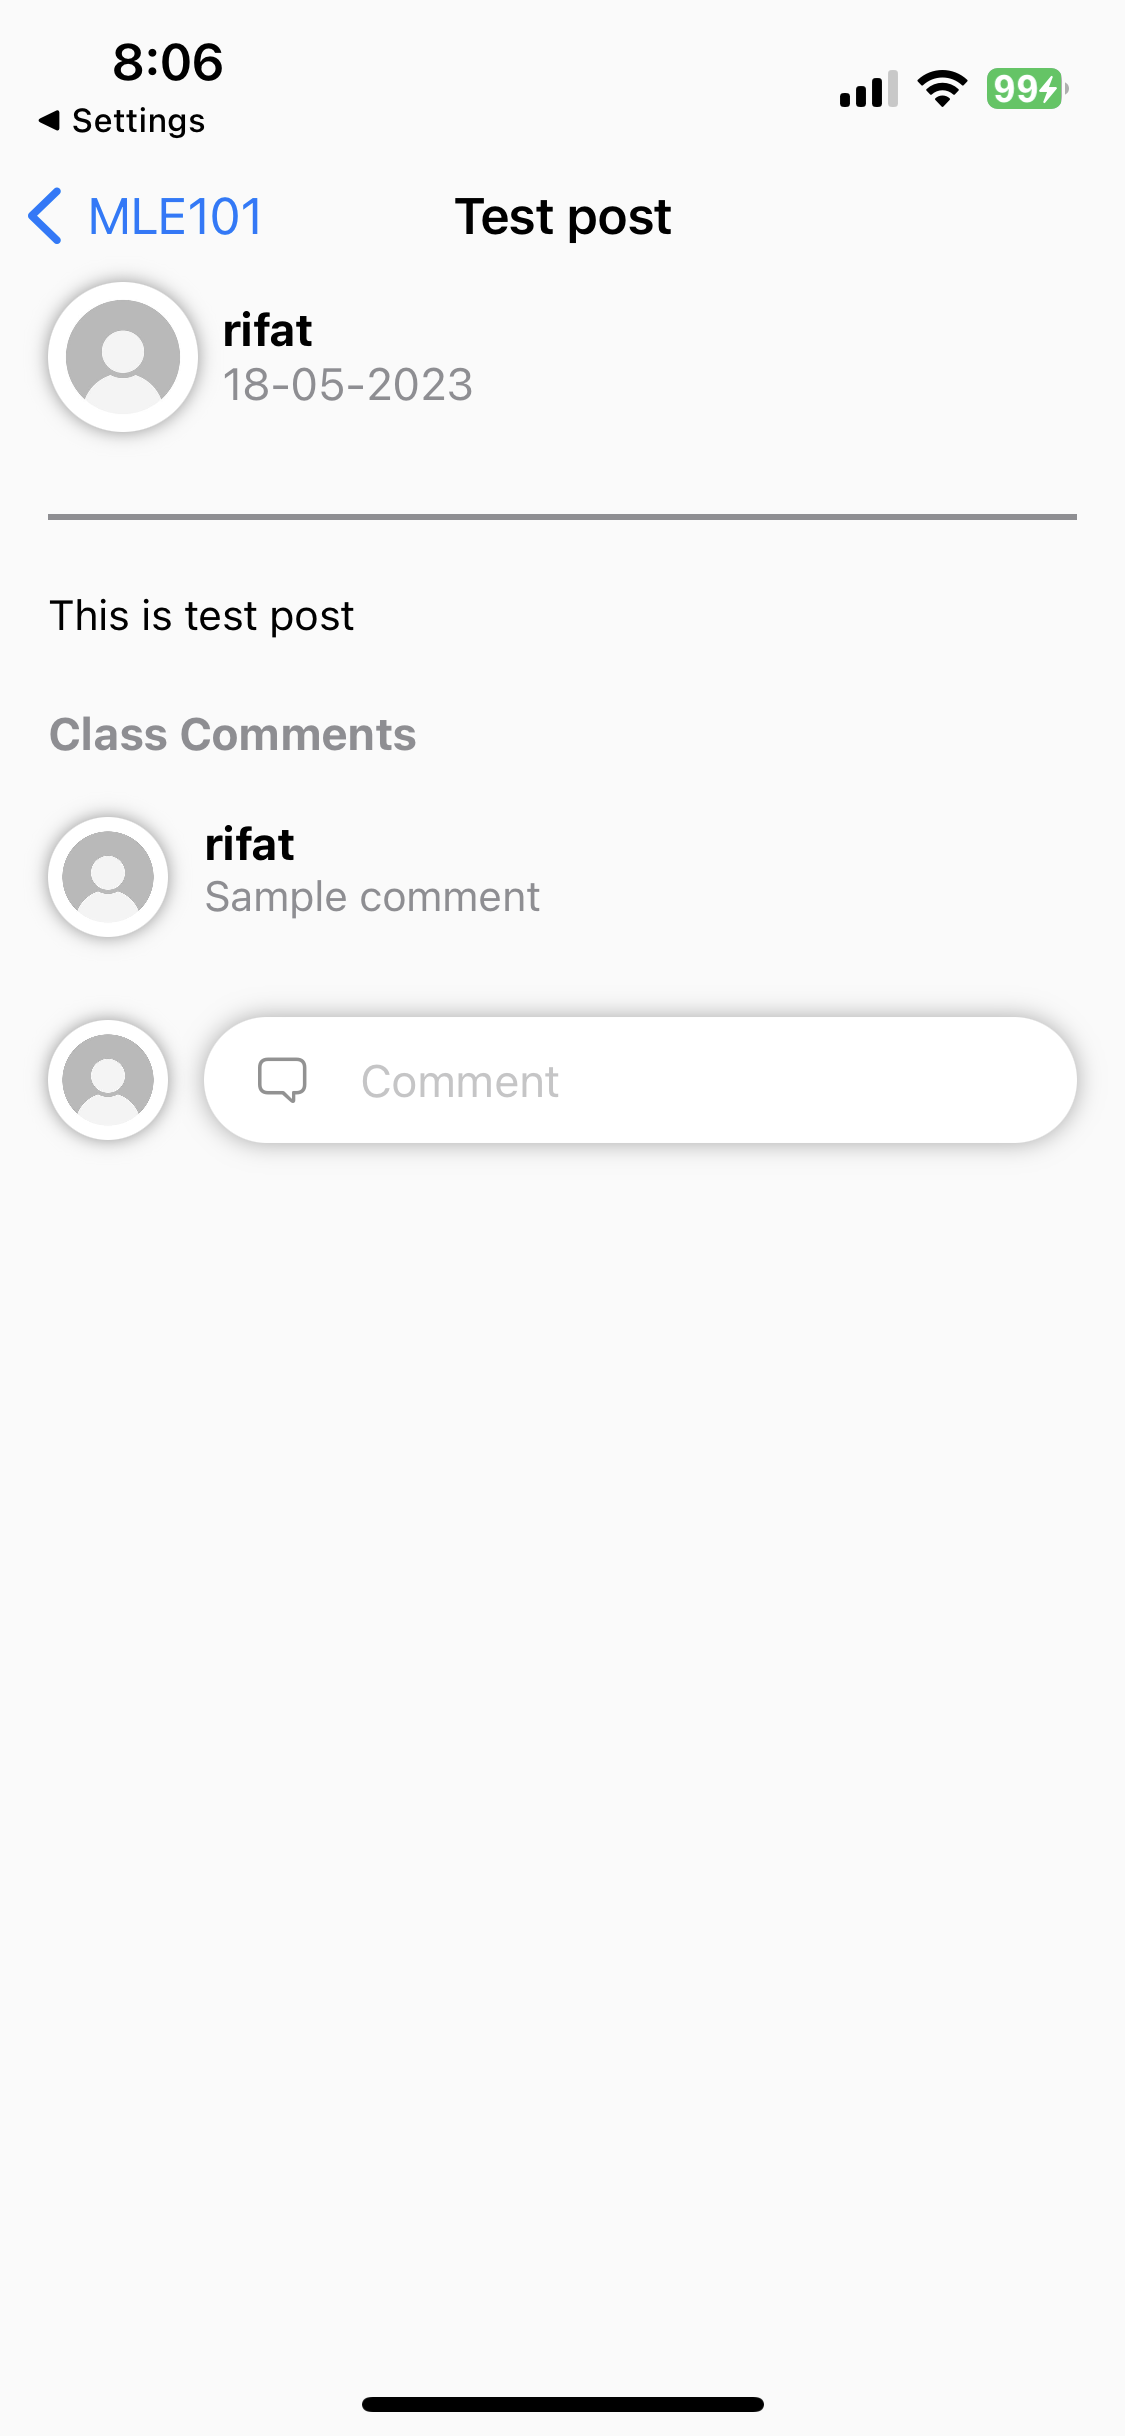 8:06
Settings
99
MLE101
Test post
rifat
18-05-2023
This is test post
Class Comments
rifat
Sample comment
Comment